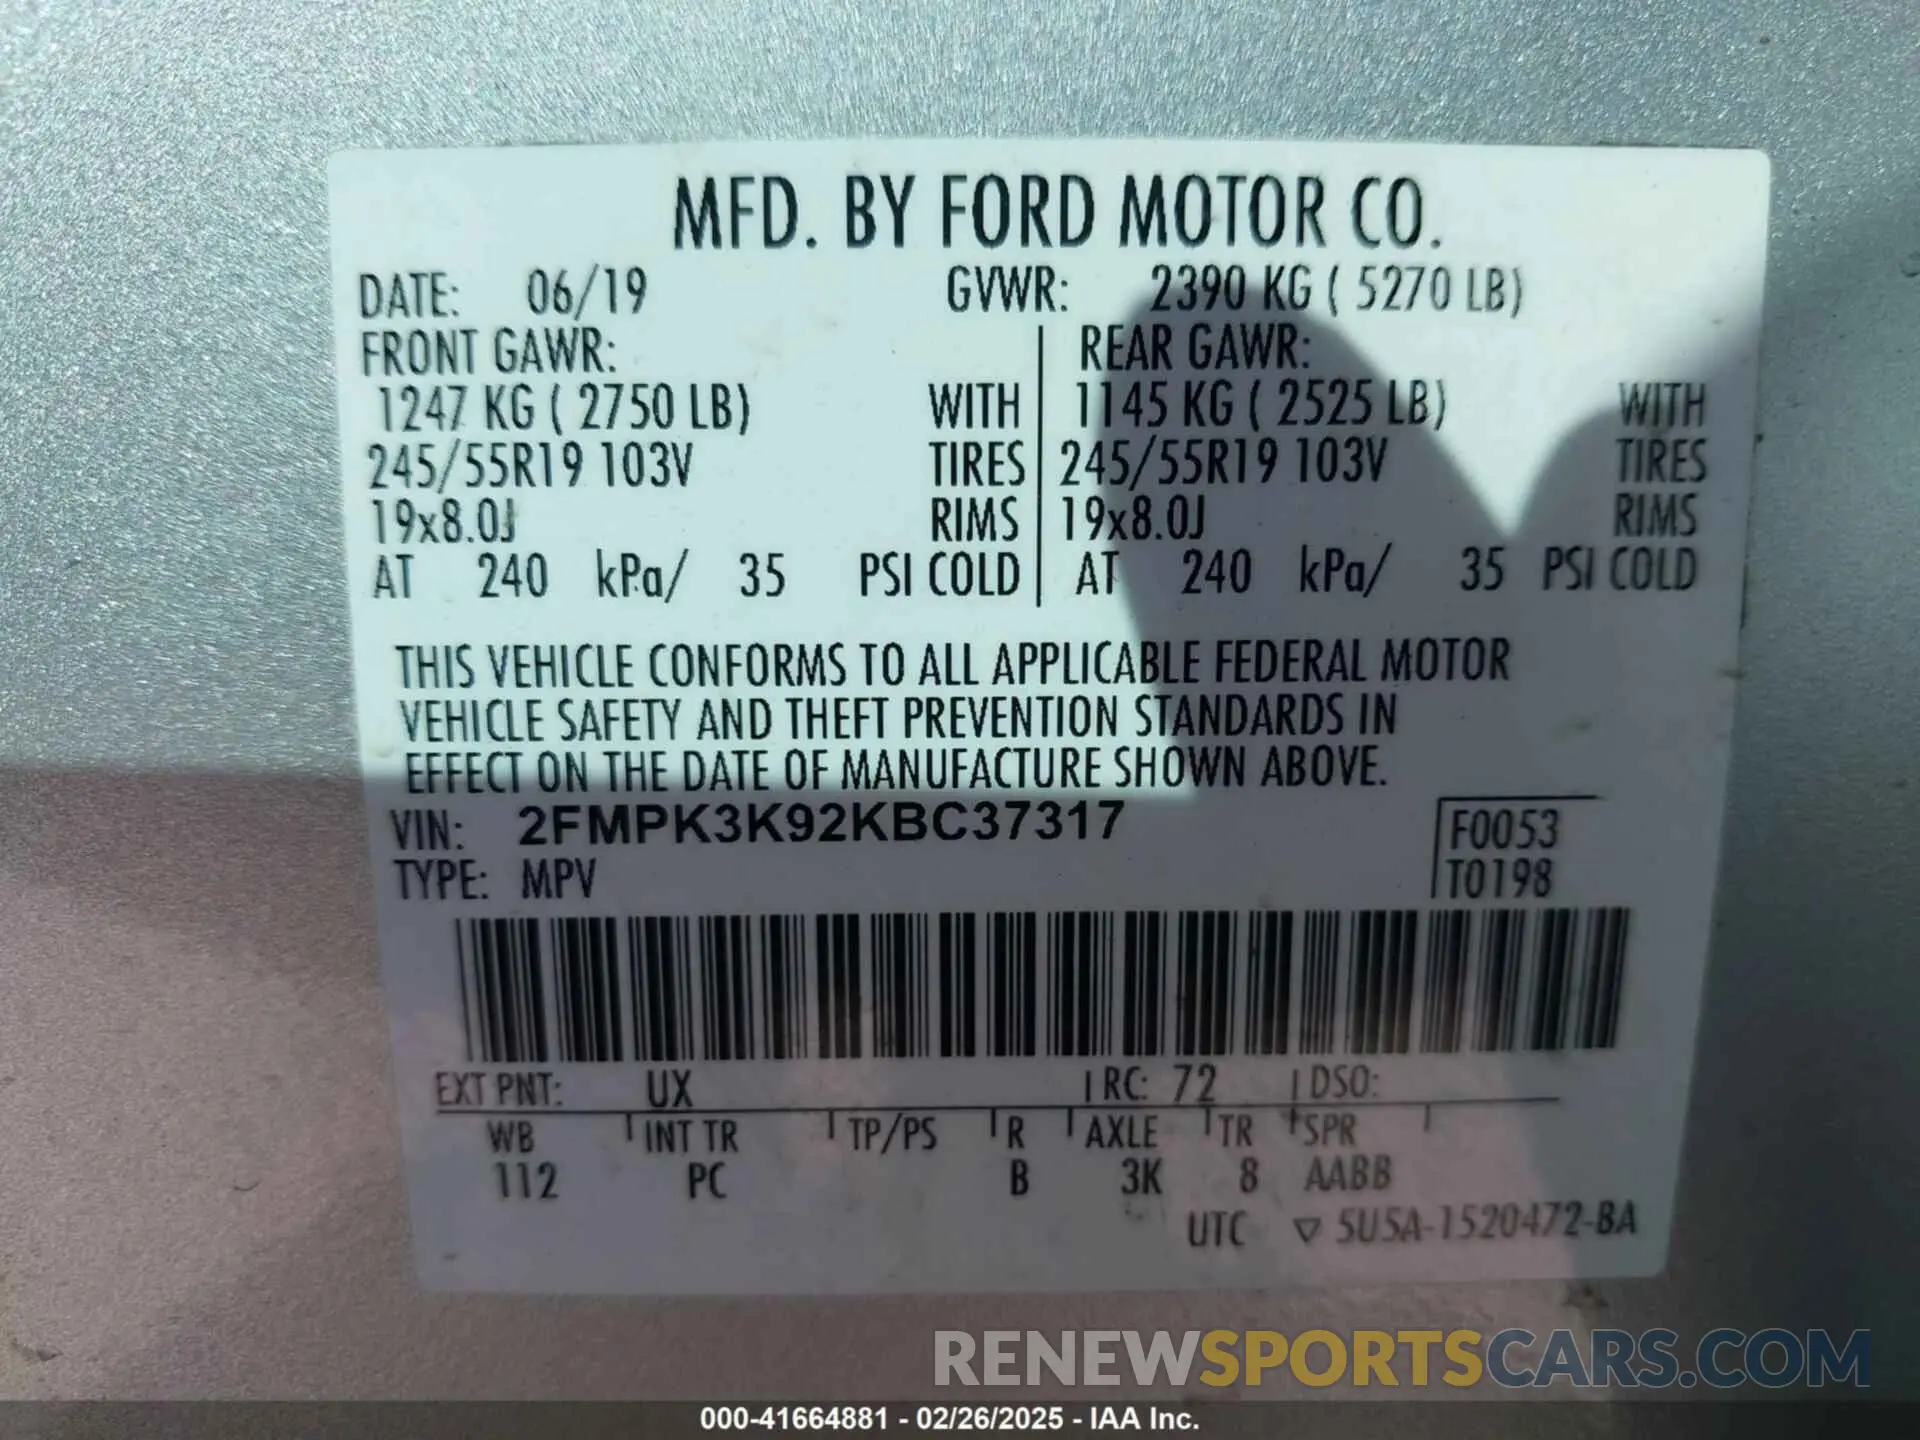 MFD. BY FORD MOTOR CO.
DATE: 06/19 GVWR: 2390 KG ( 5270 LB)
FRONT GAWR: REAR GAWR:
1247 KG ( 2750 LB) WITH 1145 KG ( 2525 LB) WITH
245/55R19 103V TIRES 245/55R19 103V TIRES
19x8.0J RIMS 19x8.0J RIMS
AT 240 kPa/ 35 PSI COLD AT 240 kPa/ 35 PSI COLD
THIS VEHICLE CONFORMS TO ALL APPLICABLE FEDERAL MOTOR
VEHICLE SAFETY AND THEFT PREVENTION STANDARDS IN
EFFECT ON THE DATE OF MANUFACTURE SHOWN ABOVE.
VIN: 2FMPK3K92KBC37317 F0053
TYPE: MPV T0198
EXT PNT: UX RC: 72 DSO:
WB INT TR TP/PS R AXLE TR SPR
112 PC B 3K 8 AABB
UTC ▽ 5U5A-1520472-BA
RENEWSPORTSCARS.COM
000-41664881 - 02/26/2025 - IAA Inc.